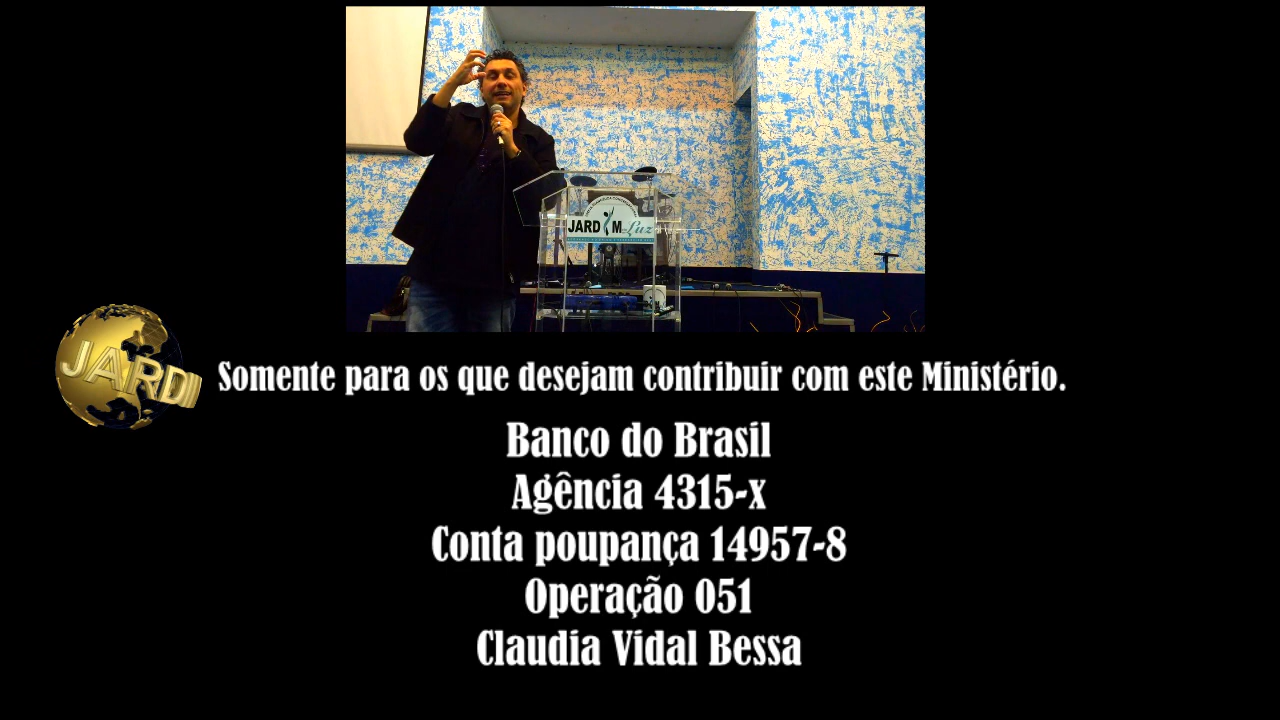 JARDIM da Luz
JARDI
Somente para os que desejam contribuir com este Ministério.
Banco do Brasil
Agência 4315-x
Conta poupança 14957-8
Operação 051
Claudia Vidal Bessa